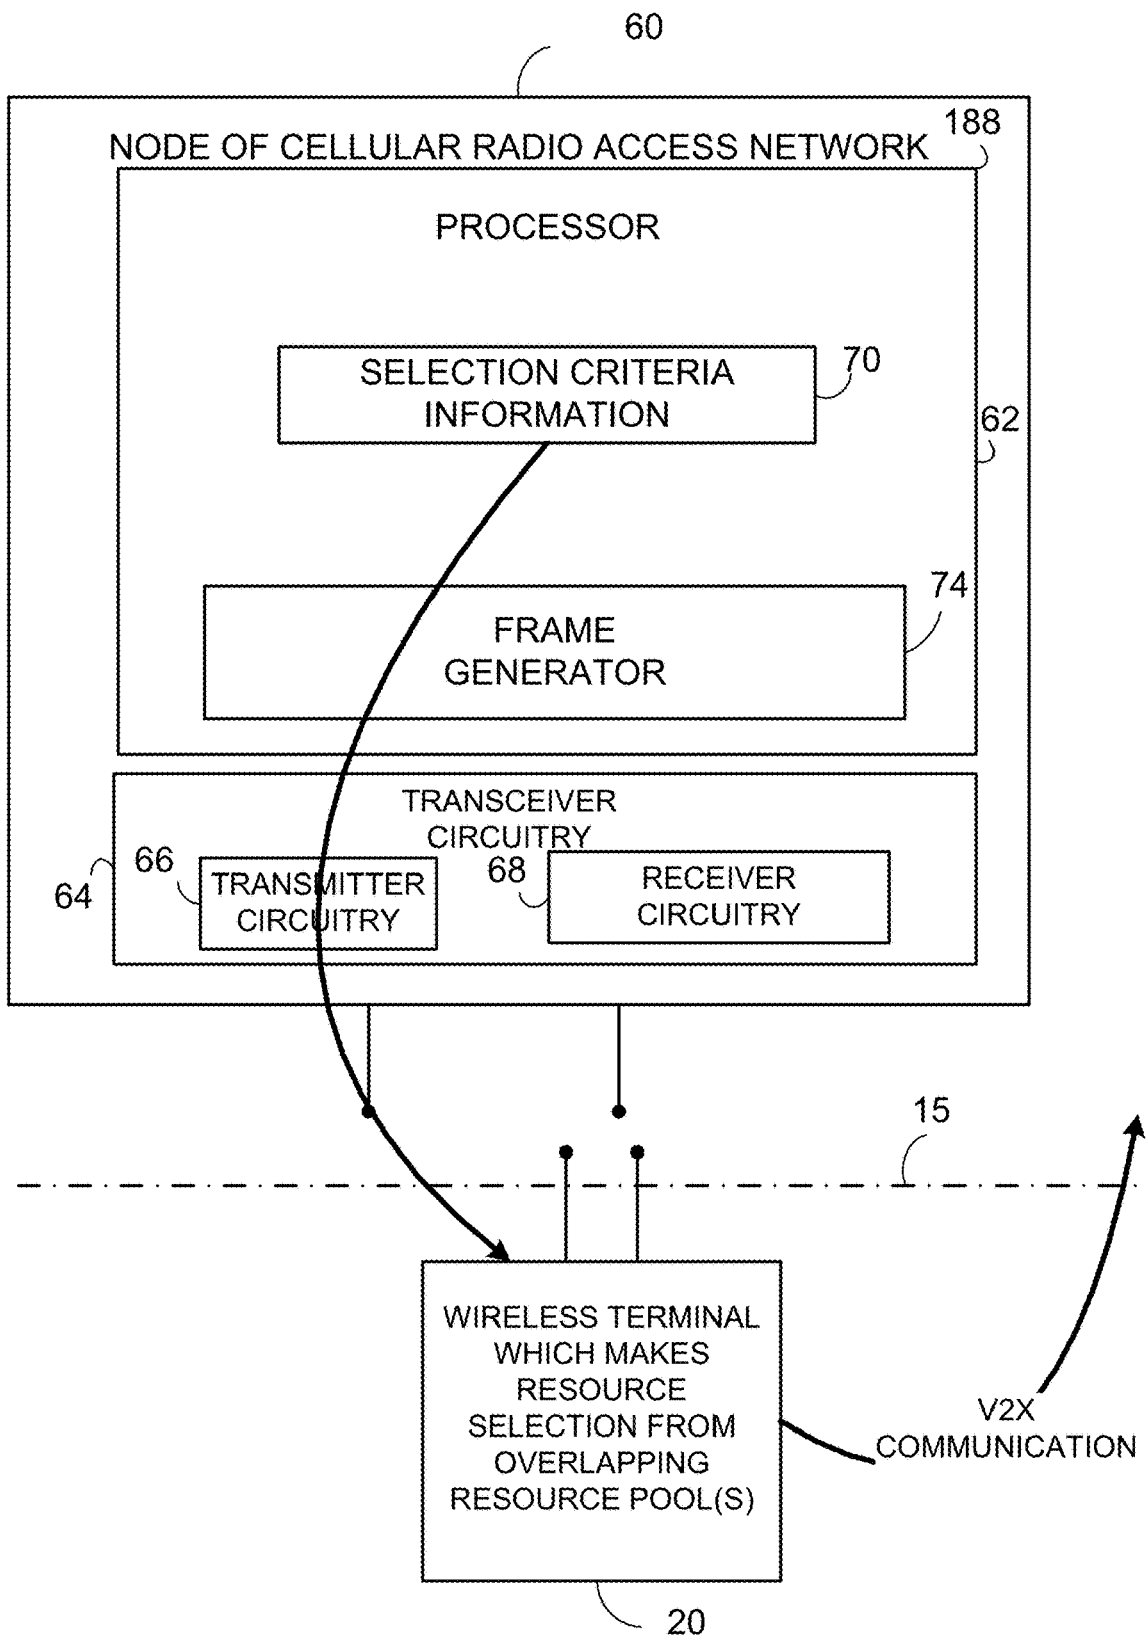 60
188
NODE OF CELLULAR RADIO ACCESS NETWORK
PROCESSOR
SELECTION CRITERIA
INFORMATION
70
62
74
FRAME
GENERATOR
TRANSCEIVER
CIRCUITRY
66
68
64
TRANSMITTER
CIRCUITRY
RECEIVER
CIRCUITRY
15
WIRELESS TERMINAL
WHICH MAKES
RESOURCE
SELECTION FROM
OVERLAPPING
RESOURCE POOL(S)
V2X
COMMUNICATION
20